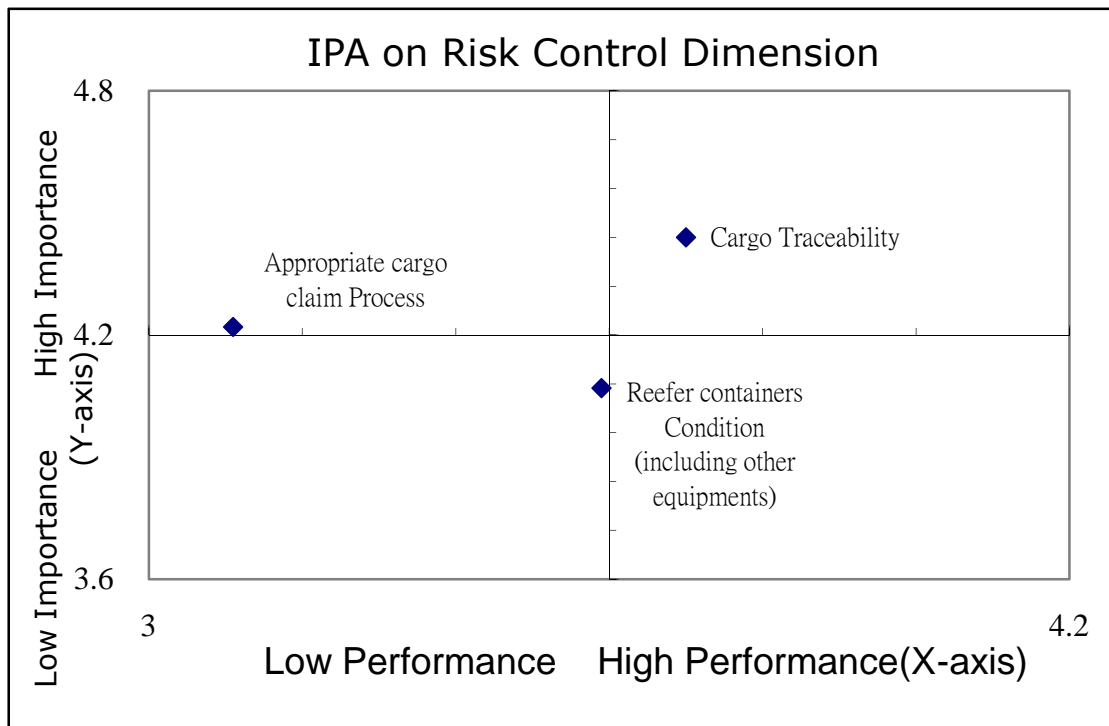 IPA on Risk Control Dimension
4.8
High Importance
Appropriate cargo
claim Process
Cargo Traceability
4.2
(Y-axis)
Reefer containers
Condition
(including other
equipments)
Low Importance
3.6
3
4.2
Low Performance High Performance(X-axis)